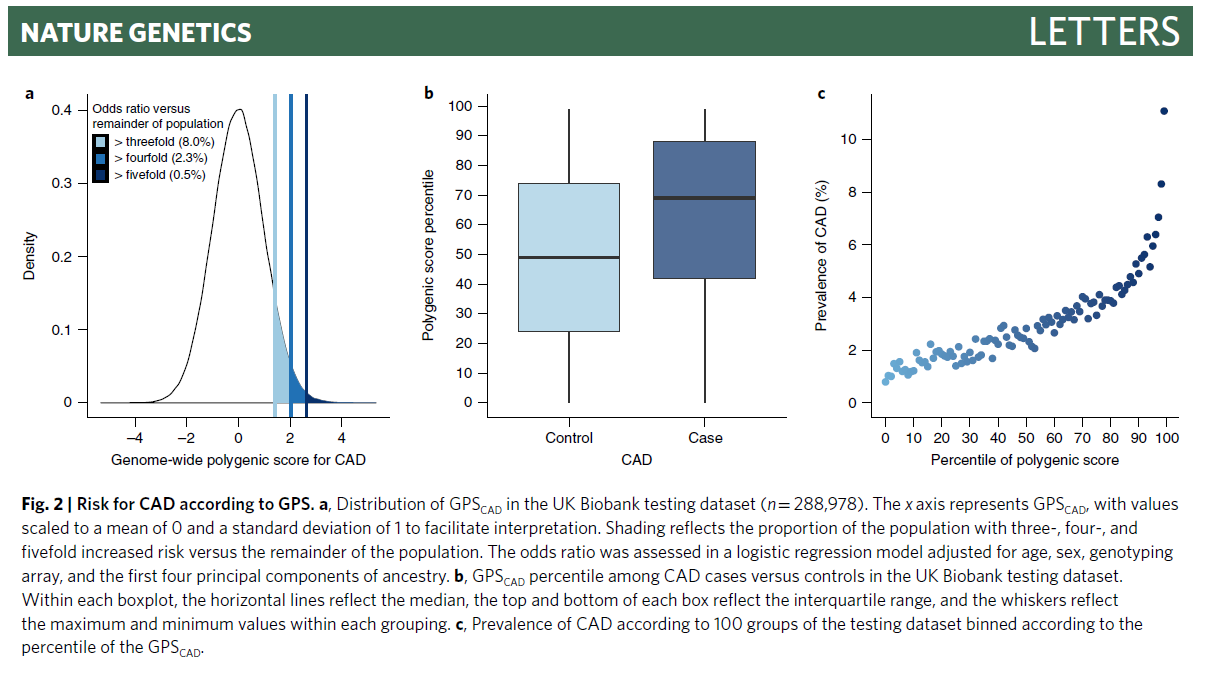 NATURE GENETICS
LETTERS
a
Odds ratio versus
remainder of population
> threefold (8.0%)
> fourfold (2.3%)
> fivefold (0.5%)
0.4
0.3
0.2
0.1
0
Density
–4
–2
0
2
4
Genome-wide polygenic score for CAD
b
100
90
80
70
60
50
40
30
20
10
0
Polygenic score percentile
Control
Case
CAD
c
10
8
6
4
2
0
Prevalence of CAD (%)
0
10
20
30
40
50
60
70
80
90
100
Percentile of polygenic score
Fig. 2 | Risk for CAD according to GPS. a, Distribution of GPSCAD in the UK Biobank testing dataset (n = 288,978). The x axis represents GPSCAD, with values
scaled to a mean of 0 and a standard deviation of 1 to facilitate interpretation. Shading reflects the proportion of the population with three-, four-, and
fivefold increased risk versus the remainder of the population. The odds ratio was assessed in a logistic regression model adjusted for age, sex, genotyping
array, and the first four principal components of ancestry. b, GPSCAD percentile among CAD cases versus controls in the UK Biobank testing dataset.
Within each boxplot, the horizontal lines reflect the median, the top and bottom of each box reflect the interquartile range, and the whiskers reflect
the maximum and minimum values within each grouping. c, Prevalence of CAD according to 100 groups of the testing dataset binned according to the
percentile of the GPSCAD.